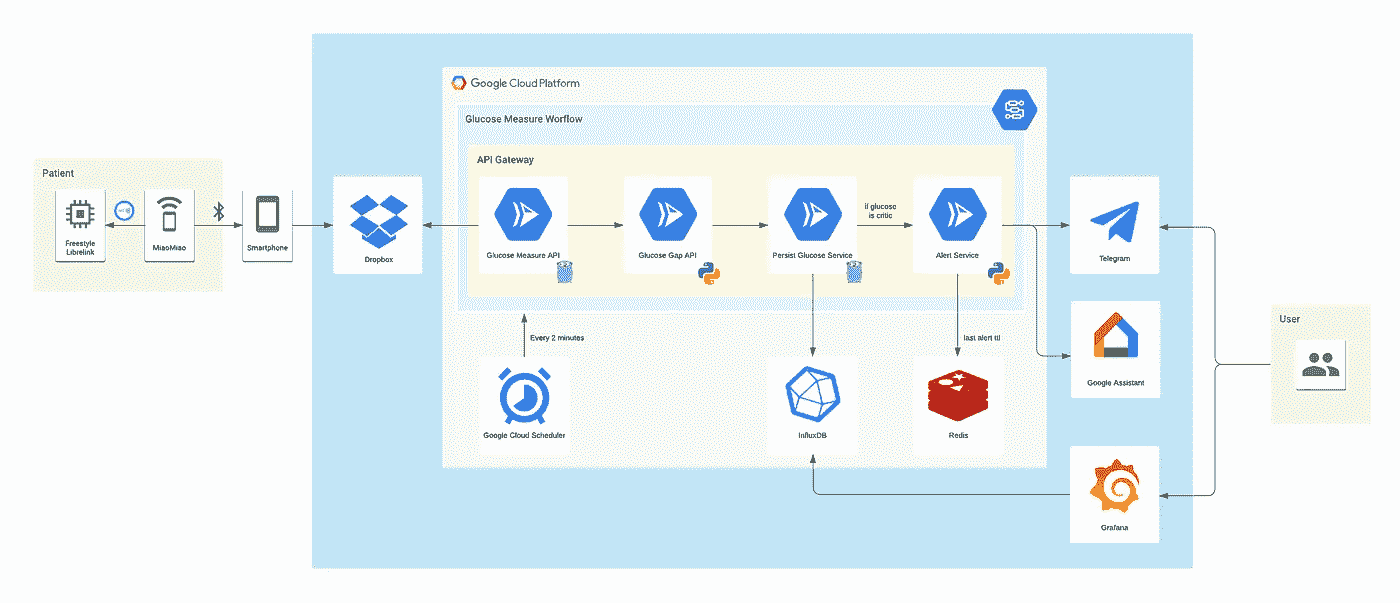 Google Cloud Platform
Glucose Measure Worflow
API Gateway
Patient
Freestyle
Librelink
MiaoMiao
Smartphone
Dropbox
Glucose Measure API
Glucose Gap API
Persist Glucose Service
if glucose
is critic
Alert Service
Telegram
Every 2 minutes
last alert ttl
Google Cloud Scheduler
InfluxDB
Redis
Google Assistant
Grafana
User